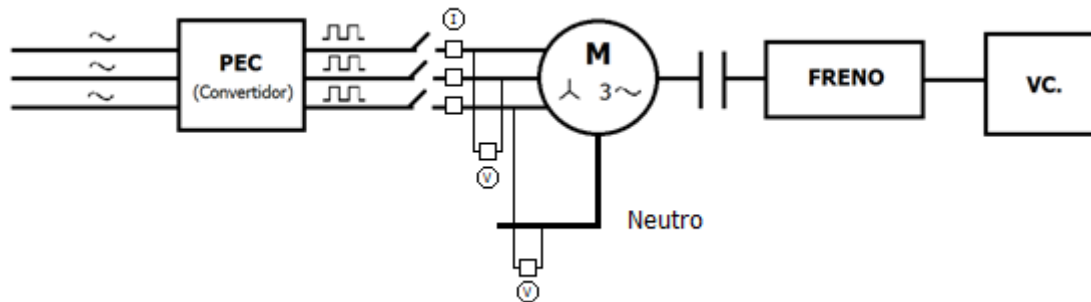 PEC
(Convertidor)
I
M
3~
FRENO
VC.
V
Neutro
V